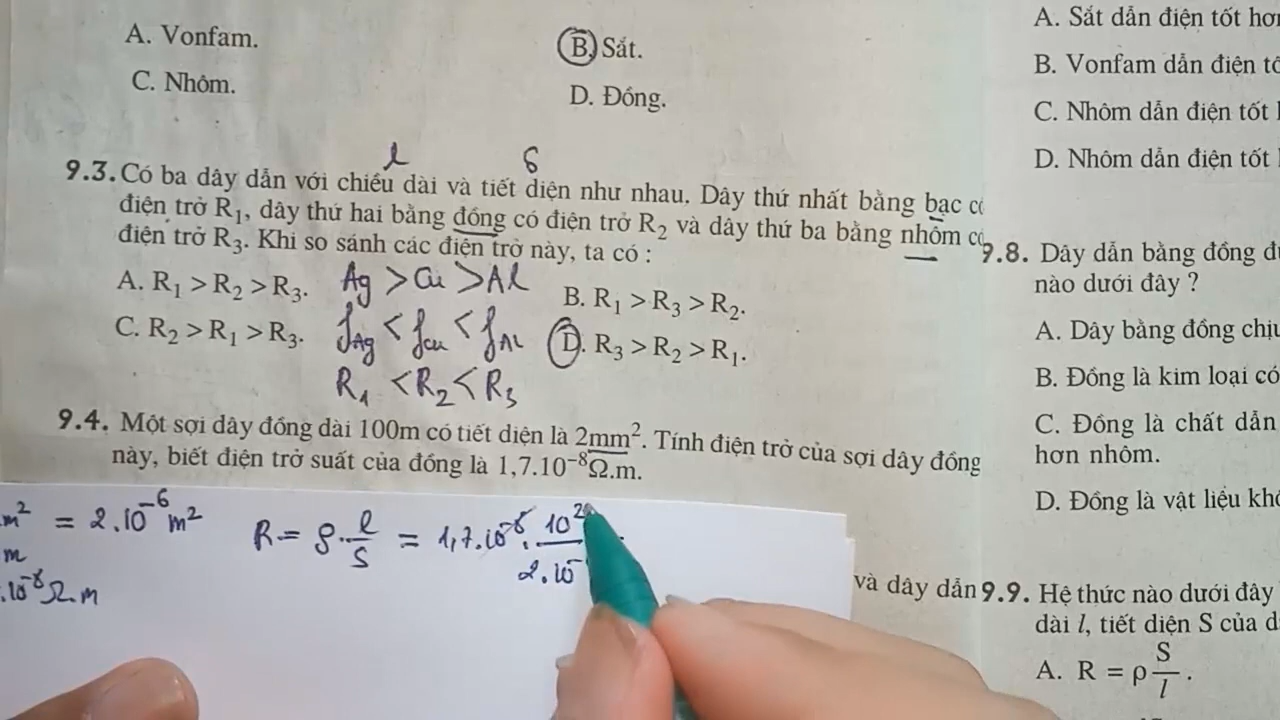 A. Vonfam.
B. Sắt.
C. Nhôm.
D. Đồng.
l S
9.3. Có ba dây dẫn với chiều dài và tiết diện như nhau. Dây thứ nhất bằng bạc
điện trở R₁, dây thứ hai bằng đồng có điện trở R₂ và dây thứ ba bằng nhôm
điện trở R₃. Khi so sánh các điện trở này, ta có :
A. R₁ > R₂ > R₃.
Ag > Cu > Al
B. R₁ > R₃ > R₂.
C. R₂ > R₁ > R₃.
ρAg < ρCu < ρAl
D. R₃ > R₂ > R₁.
R₁ < R₂ < R₃
9.4. Một sợi dây đồng dài 100m có tiết diện là 2mm². Tính điện trở của sợi dây đồng
này, biết điện trở suất của đồng là 1,7.10⁻⁸Ω.m.
m² = 2.10⁻⁶ m²
R = ρ. l/S = 1,7.10⁻⁸. 10²/2.10⁻
m
.10⁻⁸ Ω.m
và dây dẫn
A. Sắt dẫn điện tốt
B. Vonfam dẫn điện
C. Nhôm dẫn điện tốt
D. Nhôm dẫn điện tốt
9.8. Dây dẫn bằng đồng
nào dưới đây ?
A. Dây bằng đồng
B. Đồng là kim loại có
C. Đồng là chất dẫn
hơn nhôm.
D. Đồng là vật liệu
9.9. Hệ thức nào dưới đây
dài l, tiết diện S của
A. R = ρ S/l .